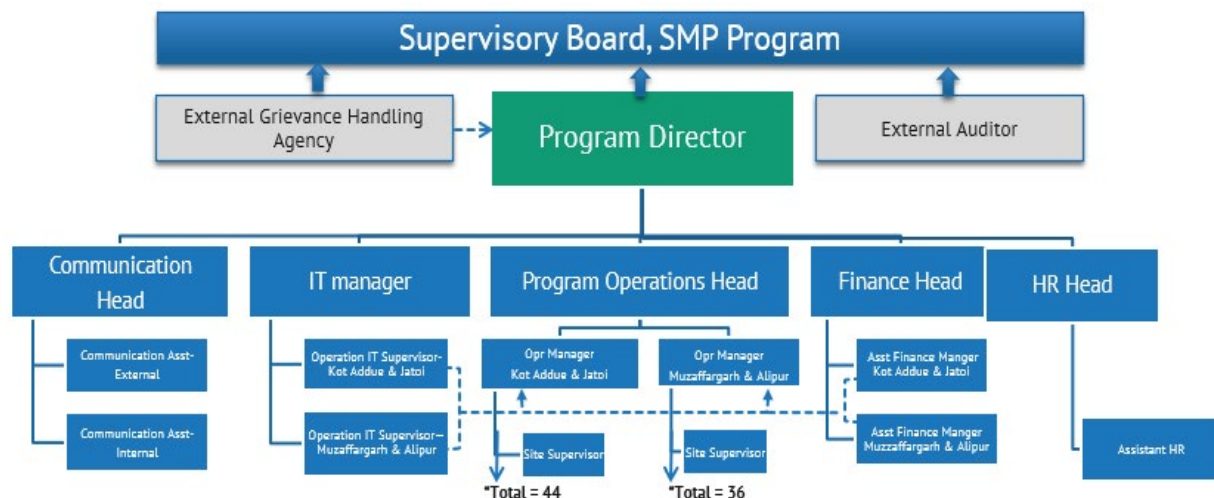 Supervisory Board, SMP Program
External Grievance Handling
Agency
Program Director
External Auditor
Communication
Head
IT manager
Program Operations Head
Finance Head
HR Head
Communication Asst-
External
Operation IT Supervisor-
Kot Addue & Jatoi
Opr Manager
Kot Addue & Jatoi
Opr Manager
Muzaffargarh & Alipur
Asst Finance Manger
Kot Addue & Jatoi
Communication Asst-
Internal
Operation IT Supervisor—
Muzaffargarh & Alipur
Site Supervisor
Site Supervisor
Asst Finance Manger
Muzzaffargarh & Alipur
Assistant HR
*Total = 44
*Total = 36